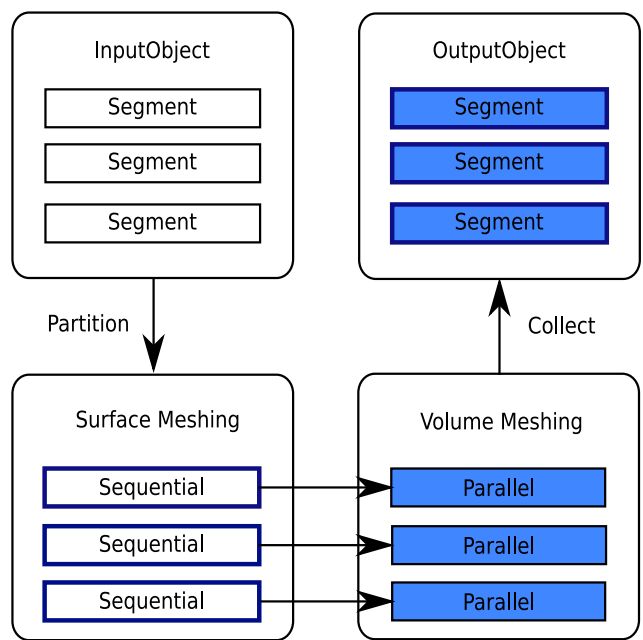 InputObject
Segment
Segment
Segment
OutputObject
Segment
Segment
Segment
Partition
Collect
Surface Meshing
Sequential
Sequential
Sequential
Volume Meshing
Parallel
Parallel
Parallel